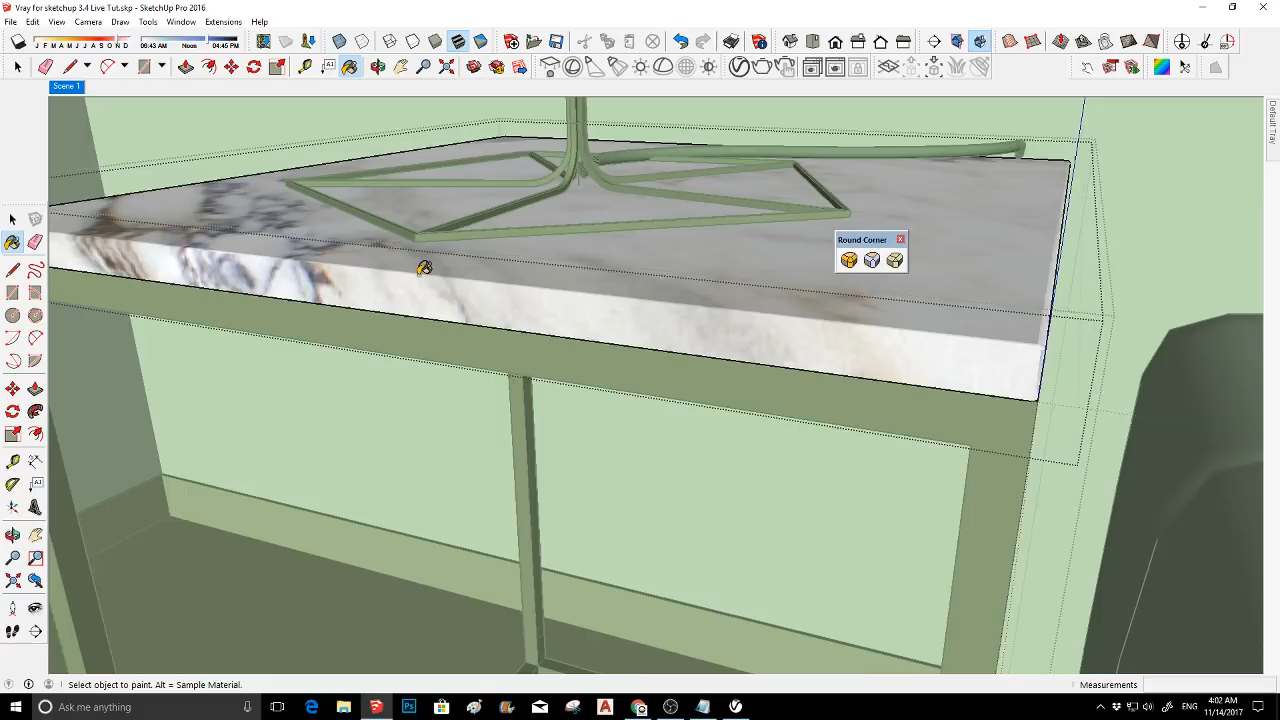 Vray for sketchup 3.4 Live Tut.skp - SketchUp Pro 2016
File Edit View Camera Draw Tools Window Extensions Help
J F M A M J J A S O N D
06:43 AM Noon 04:45 PM
Scene 1
Default Tray
Round Corner
Select object to paint. Alt = Sample Material.
Measurements
Ask me anything
4:02 AM
11/14/2017